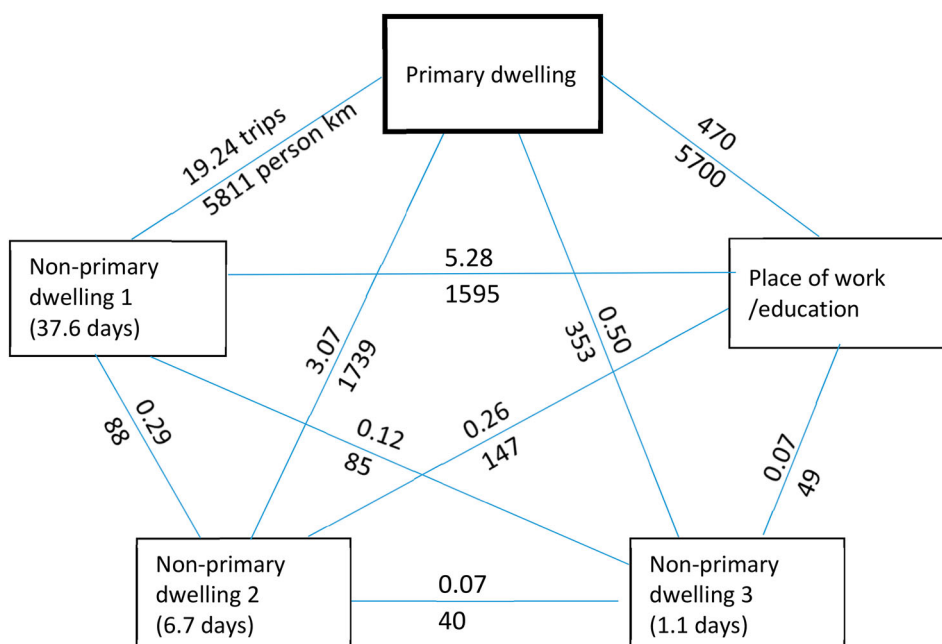 Primary dwelling
19.24 trips
5811 person km
470
5700
Non-primary
dwelling 1
(37.6 days)
5.28
1595
Place of work
/education
3.07
1739
0.50
353
0.29
88
0.12
85
0.26
147
0.07
49
Non-primary
dwelling 2
(6.7 days)
0.07
40
Non-primary
dwelling 3
(1.1 days)